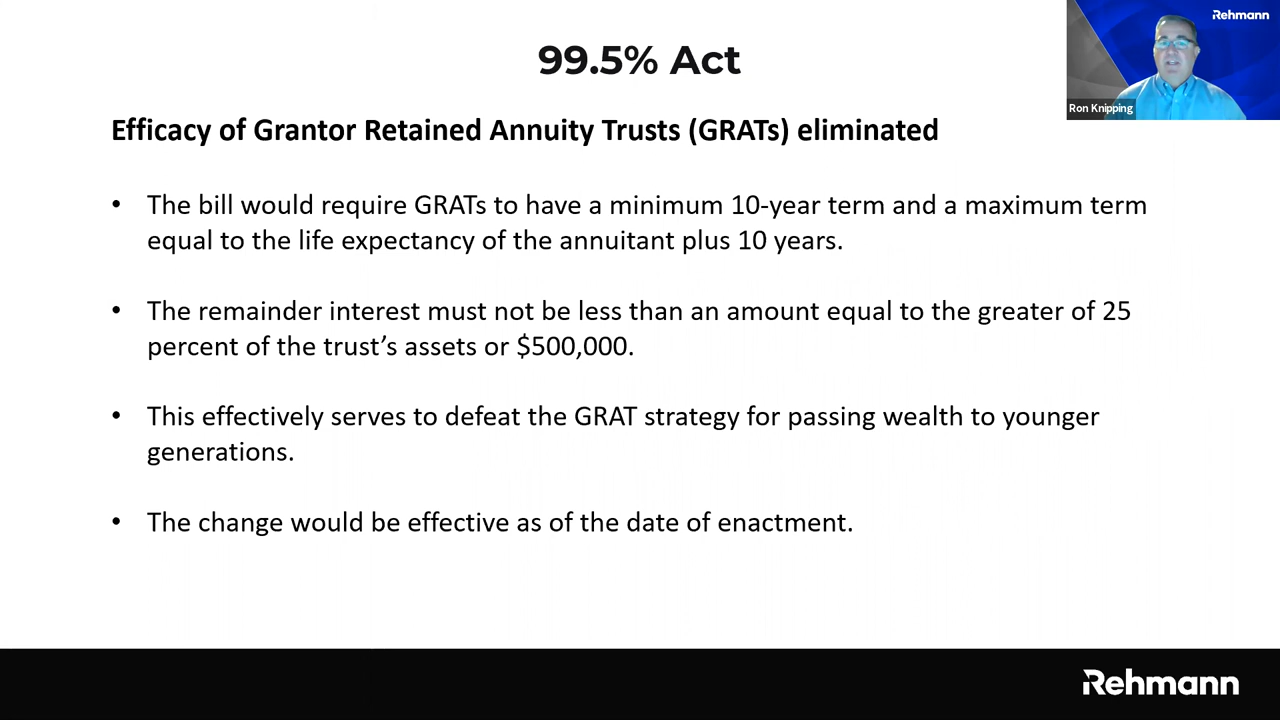 99.5% Act
Rehmann
Ron Knipping
Efficacy of Grantor Retained Annuity Trusts (GRATs) eliminated
• The bill would require GRATs to have a minimum 10-year term and a maximum term
equal to the life expectancy of the annuitant plus 10 years.
• The remainder interest must not be less than an amount equal to the greater of 25
percent of the trust’s assets or $500,000.
• This effectively serves to defeat the GRAT strategy for passing wealth to younger
generations.
• The change would be effective as of the date of enactment.
Rehmann